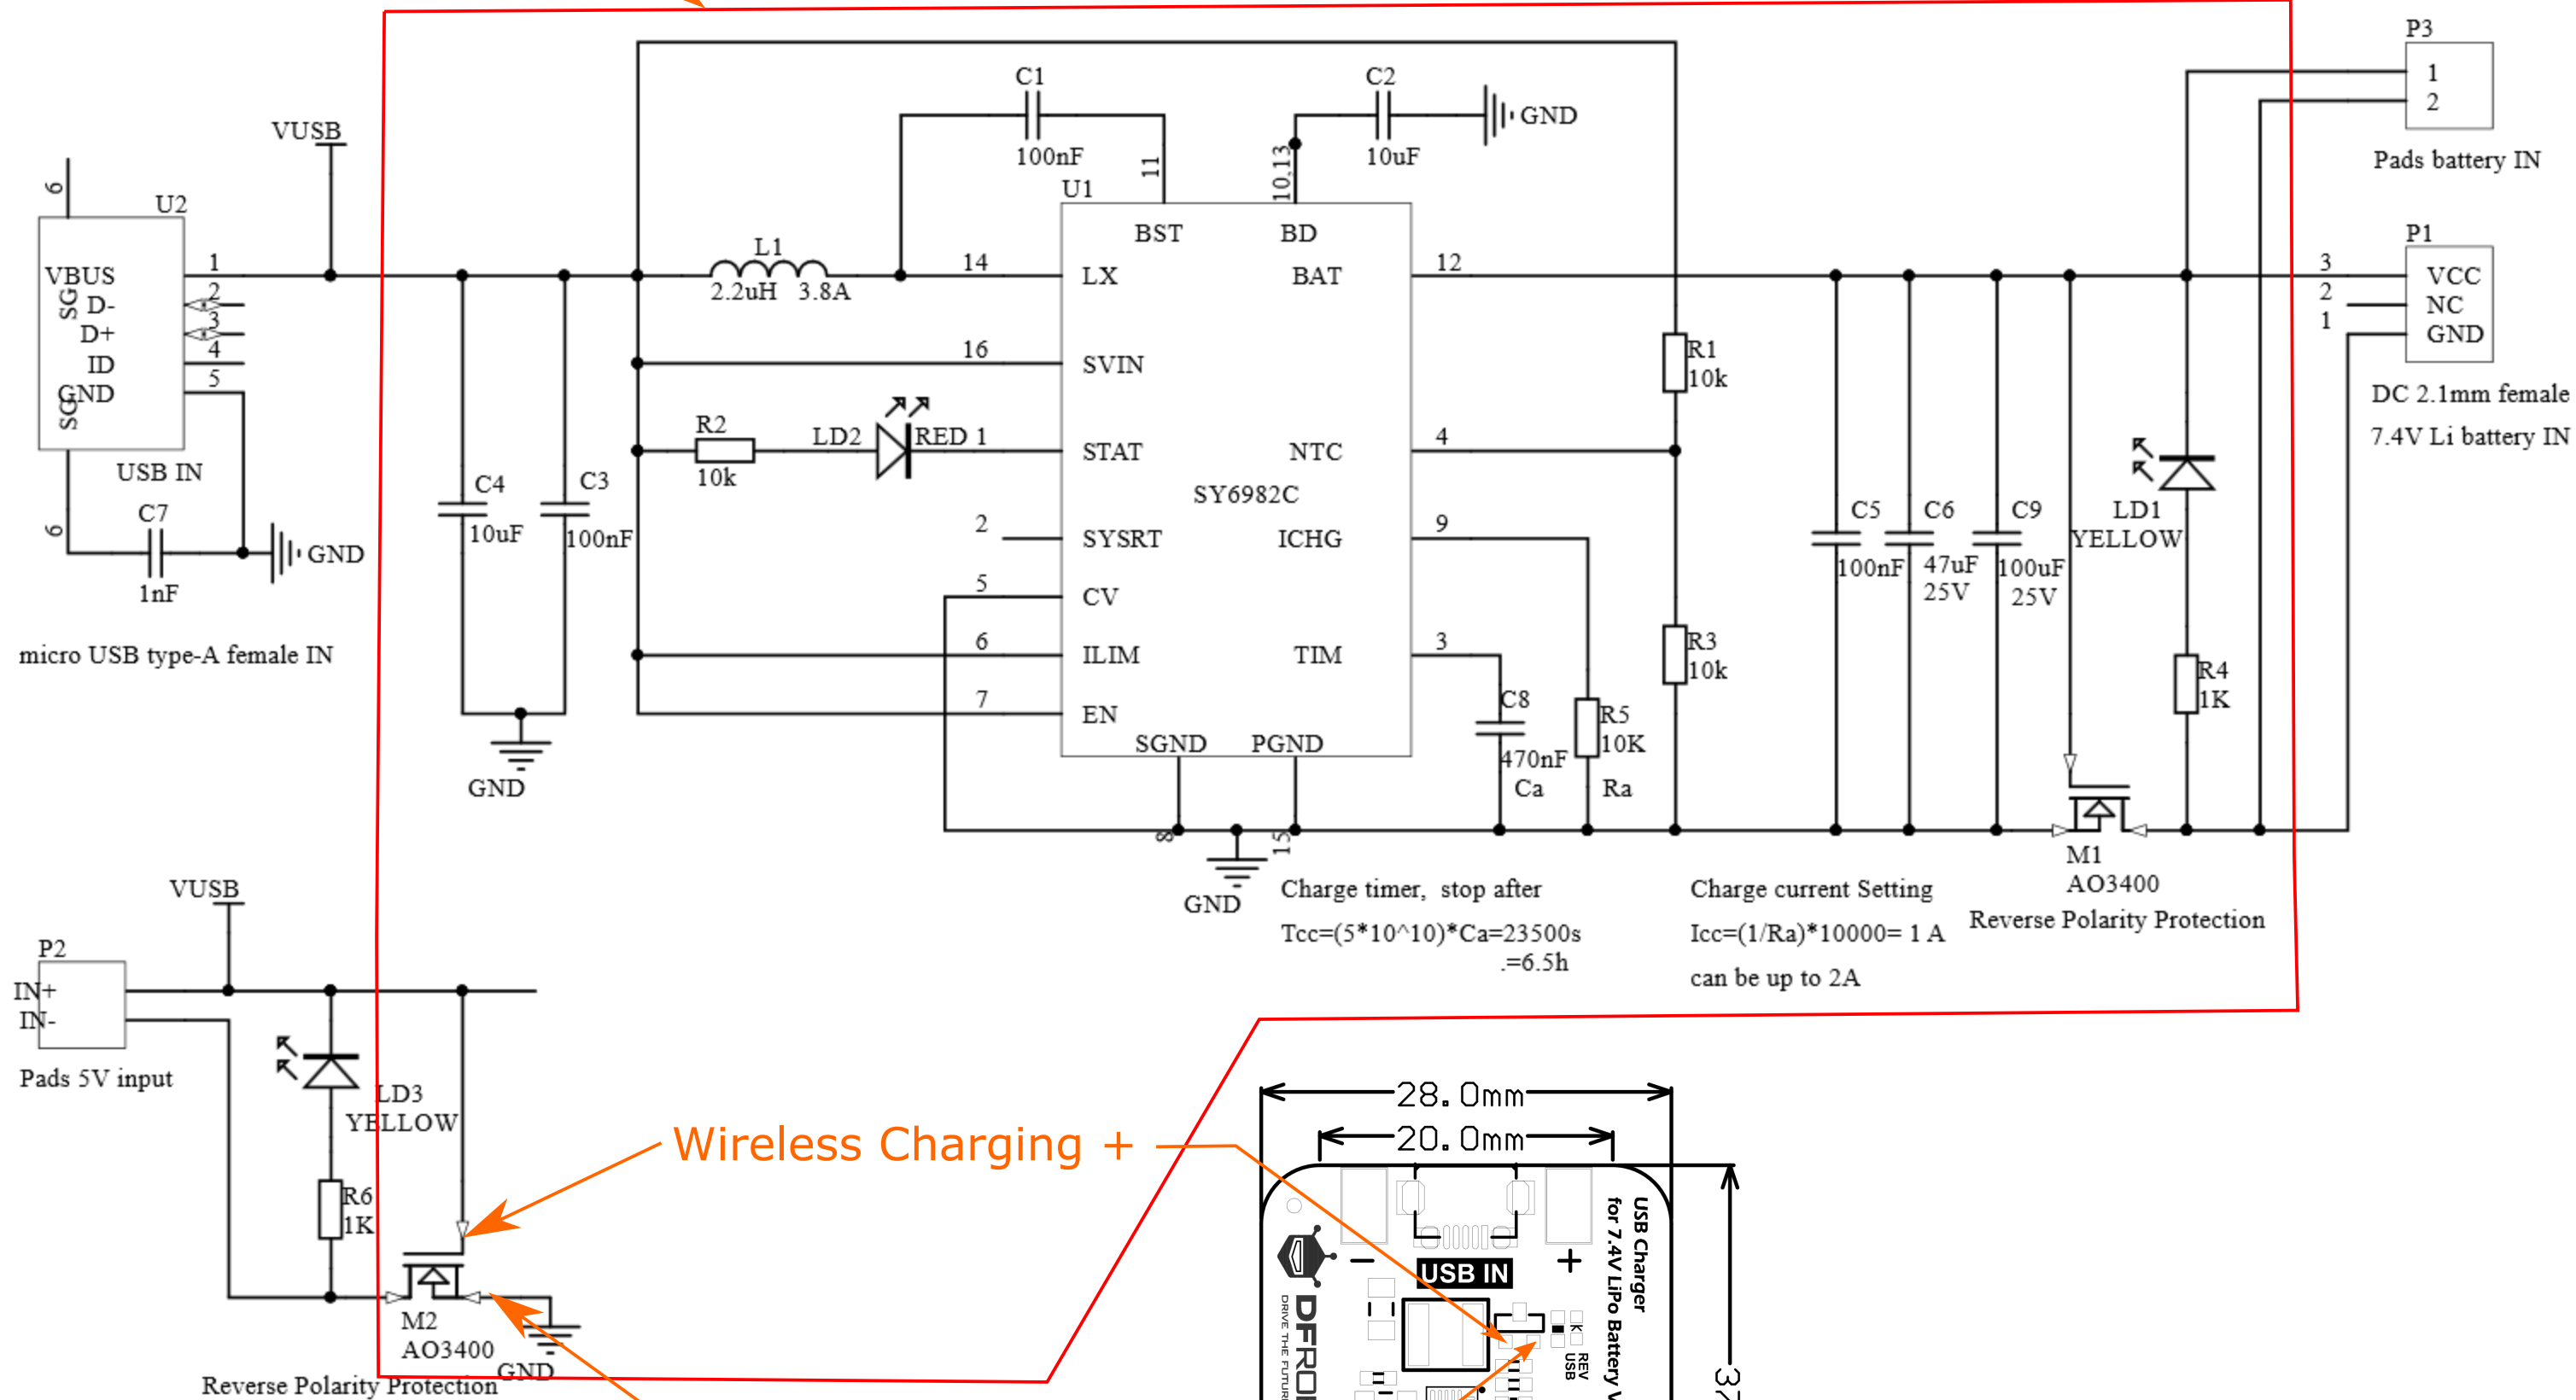 P3
1
2
Pads battery IN
C1
100nF
11
C2
10uF
10,13
GND
VUSB
6
U2
VBUS
SG
D-
D+
ID
GND
SG
1
2
3
4
5
USB IN
6
C7
1nF
GND
micro USB type-A female IN
L1
2.2uH 3.8A
U1
BST
BD
14
LX
BAT
12
16
SVIN
R2
10k
LD2
RED 1
STAT
NTC
4
SY6982C
2
SYSRT
ICHG
9
5
CV
6
ILIM
TIM
3
7
EN
SGND
PGND
8
15
GND
C4
10uF
C3
100nF
GND
R1
10k
R3
10k
C8
470nF
Ca
R5
10K
Ra
C5
100nF
C6
47uF
25V
C9
100uF
25V
LD1
YELLOW
R4
1K
P1
3
VCC
2
NC
1
GND
DC 2.1mm female
7.4V Li battery IN
M1
AO3400
Reverse Polarity Protection
Charge timer, stop after
Tcc=(5*10^10)*Ca=23500s
.=6.5h
Charge current Setting
Icc=(1/Ra)*10000= 1 A
can be up to 2A
VUSB
P2
IN+
IN-
Pads 5V input
LD3
YELLOW
R6
1K
M2
AO3400
GND
Reverse Polarity Protection
Wireless Charging +
28.0mm
20.0mm
USB Charger
for 7.4V LiPo Battery
−
+
USB IN
K
REV
USB
DRIVE THE FUTURE